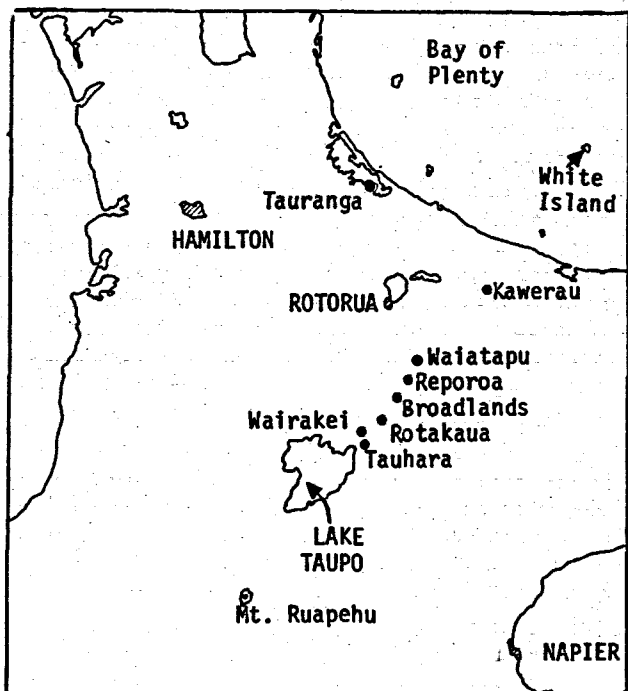 Bay of
Plenty
White
Island
Tauranga
HAMILTON
ROTORUA
Kawerau
Waiatapu
Reporoa
Broadlands
Wairakei
Rotakaua
Tauhara
LAKE
TAUPO
Mt. Ruapehu
NAPIER